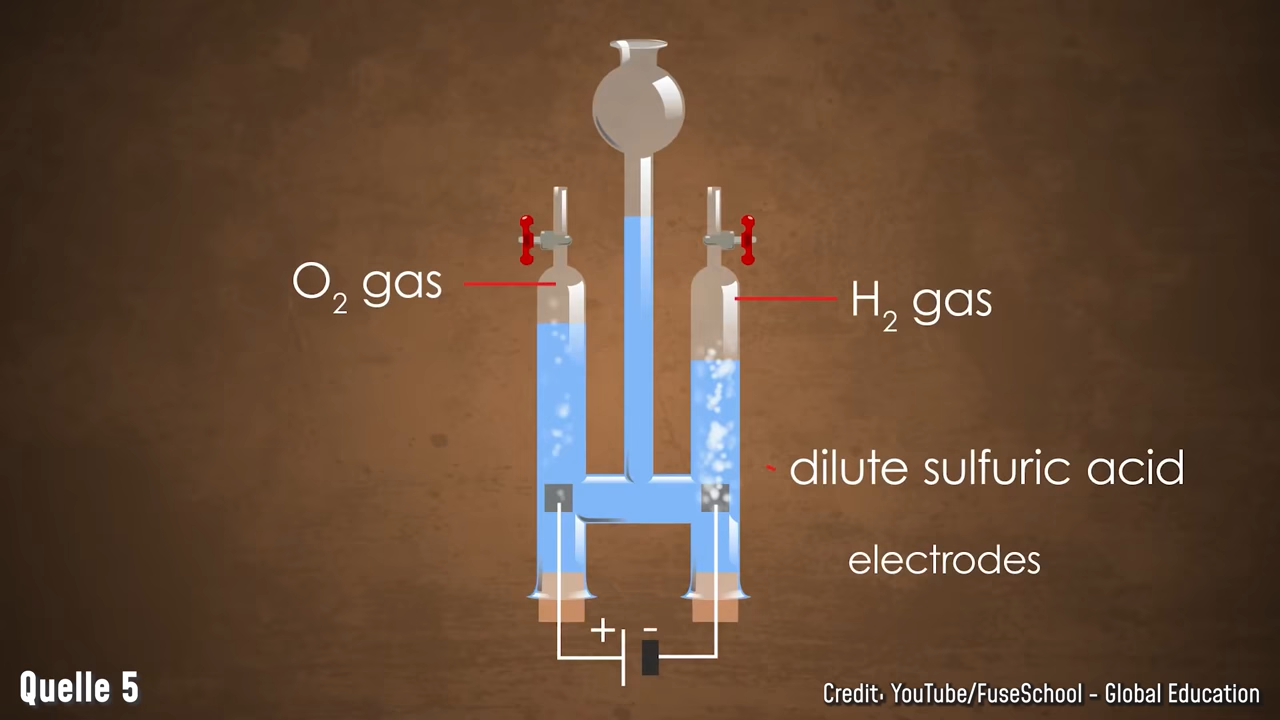 O₂ gas
H₂ gas
dilute sulfuric acid
electrodes
+ -
Quelle 5
Credit: YouTube/FuseSchool - Global Education